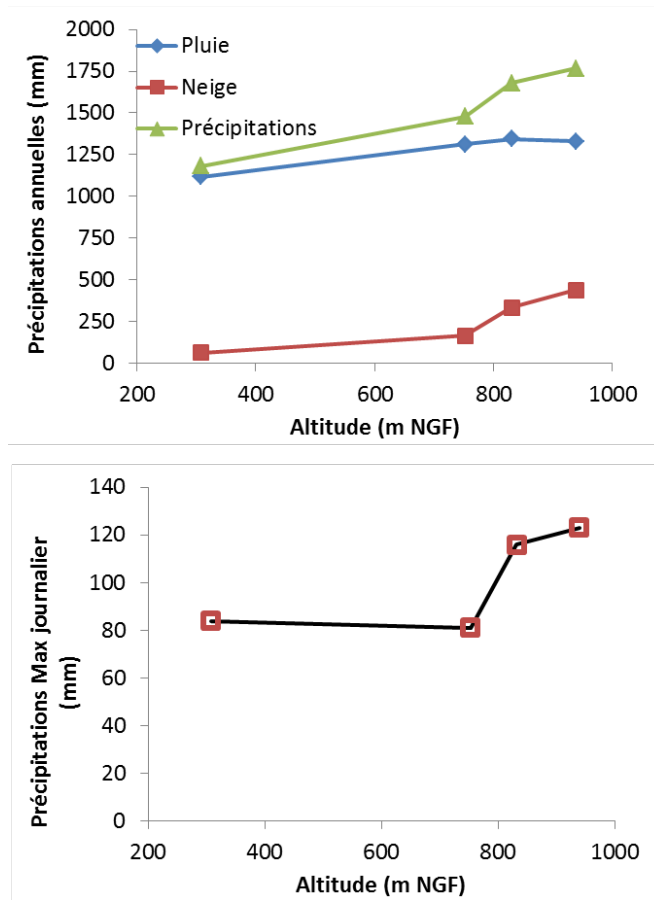 Précipitations annuelles (mm)
2000
1750
1500
1250
1000
750
500
250
0
Pluie
Neige
Précipitations
200 400 600 800 1000
Altitude (m NGF)
Précipitations Max journalier
(mm)
140
120
100
80
60
40
20
0
200 400 600 800 1000
Altitude (m NGF)